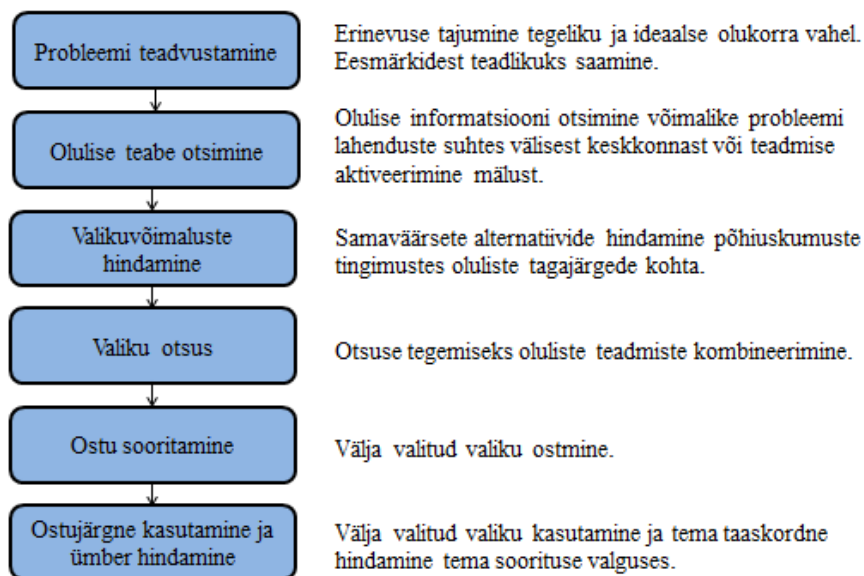 Probleemi teadvustamine
Erinevuse tajumine tegeliku ja ideaalse olukorra vahel.
Eesmärkidest teadlikuks saamine.
Olulise teabe otsimine
Olulise informatsiooni otsimine võimalike probleemi
lahenduste suhtes välisest keskkonnast või teadmise
aktiveerimine mälust.
Valikuvõimaluste
hindamine
Samaväärsete alternatiivide hindamine põhiuskumuste
tingimustes oluliste tagajärgede kohta.
Valiku otsus
Otsuse tegemiseks oluliste teadmiste kombineerimine.
Ostu sooritamine
Välja valitud valiku ostmine.
Ostujärgne kasutamine ja
ümber hindamine
Välja valitud valiku kasutamine ja tema taaskordne
hindamine tema soorituse valguses.